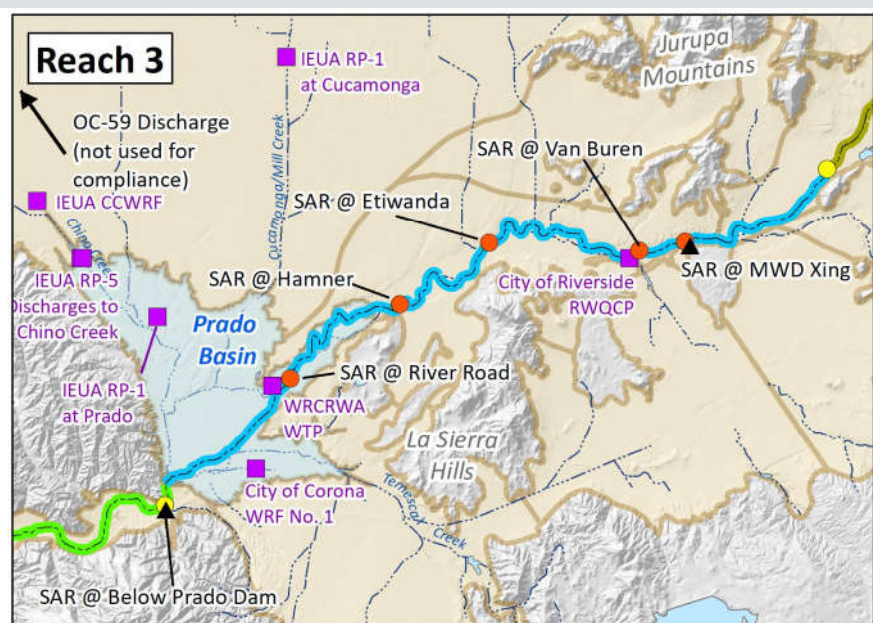 Reach 3
OC-59 Discharge
(not used for
compliance)
IEUA RP-1
at Cucamonga
Jurupa
Mountains
Cucamonga/Mill Creek
SAR @ Van Buren
IEUA CCWRF
SAR @ Etiwanda
Chino Creek
IEUA RP-5
Discharges to
Chino Creek
SAR @ Hamner
City of Riverside
RWQCP
SAR @ MWD Xing
Prado
Basin
IEUA RP-1
at Prado
SAR @ River Road
WRCRWA
WTP
La Sierra
Hills
City of Corona
WRF No. 1
Temescal Creek
SAR @ Below Prado Dam